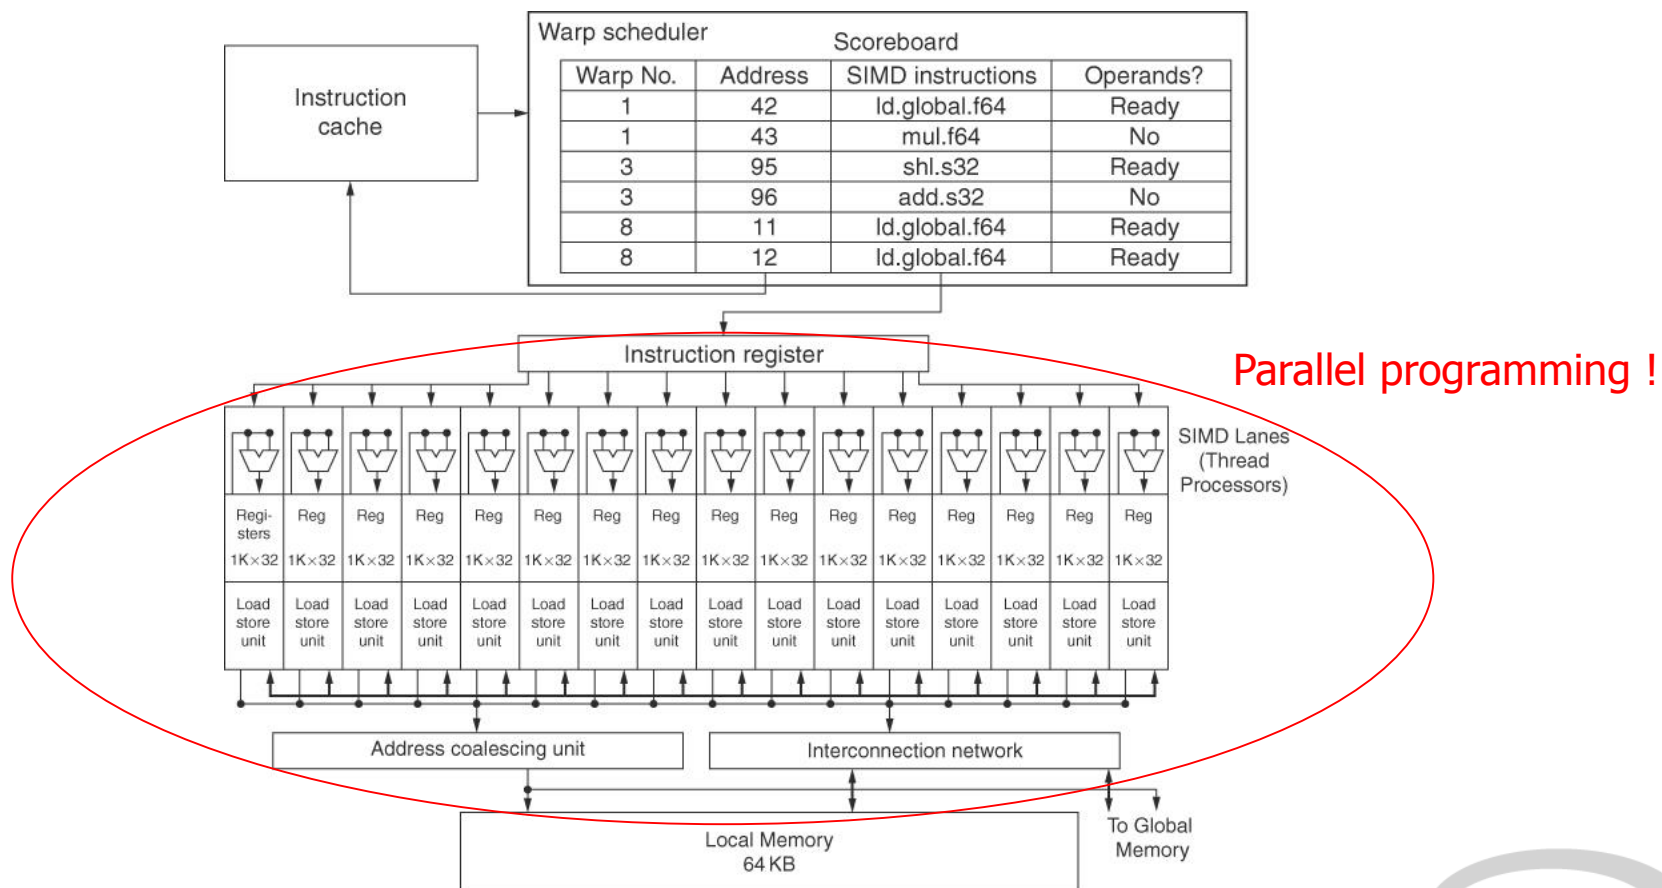 Warp scheduler
Scoreboard
Warp No. Address SIMD instructions Operands?
1 42 ld.global.f64 Ready
1 43 mul.f64 No
3 95 shl.s32 Ready
3 96 add.s32 No
8 11 ld.global.f64 Ready
8 12 ld.global.f64 Ready
Instruction
cache
Instruction register
Parallel programming !
SIMD Lanes
(Thread
Processors)
Regi- Reg Reg Reg Reg Reg Reg Reg Reg Reg Reg Reg Reg Reg Reg Reg
sters
1K×32 1K×32 1K×32 1K×32 1K×32 1K×32 1K×32 1K×32 1K×32 1K×32 1K×32 1K×32 1K×32 1K×32 1K×32 1K×32
Load Load Load Load Load Load Load Load Load Load Load Load Load Load Load Load
store store store store store store store store store store store store store store store store
unit unit unit unit unit unit unit unit unit unit unit unit unit unit unit unit
Address coalescing unit
Interconnection network
Local Memory
64 KB
To Global
Memory